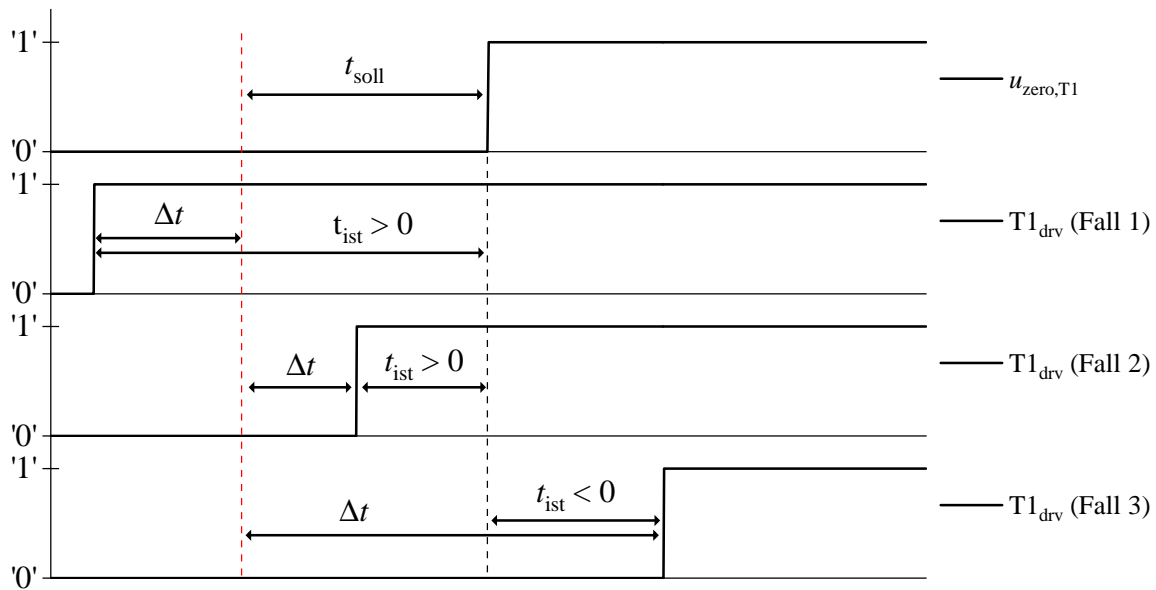 '1'
t_soll
u_zero,T1
'0'
'1'
Δt
t_ist > 0
T1_drv (Fall 1)
'0'
'1'
Δt
t_ist > 0
T1_drv (Fall 2)
'0'
'1'
t_ist < 0
Δt
T1_drv (Fall 3)
'0'